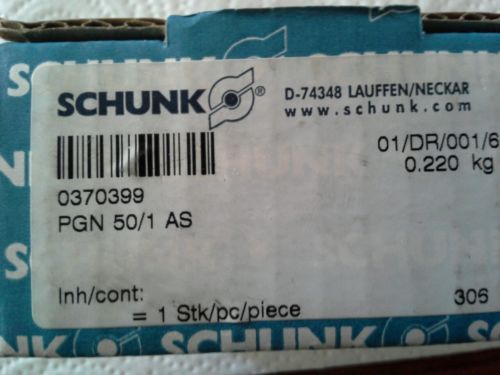 SCHUNK ®
D-74348 LAUFFEN/NECKAR
www.schunk.com
01/DR/001/6
0.220 kg
0370399
PGN 50/1 AS
Inh/cont:
= 1 Stk/pc/piece
306
SCHUNK
SCHUNK